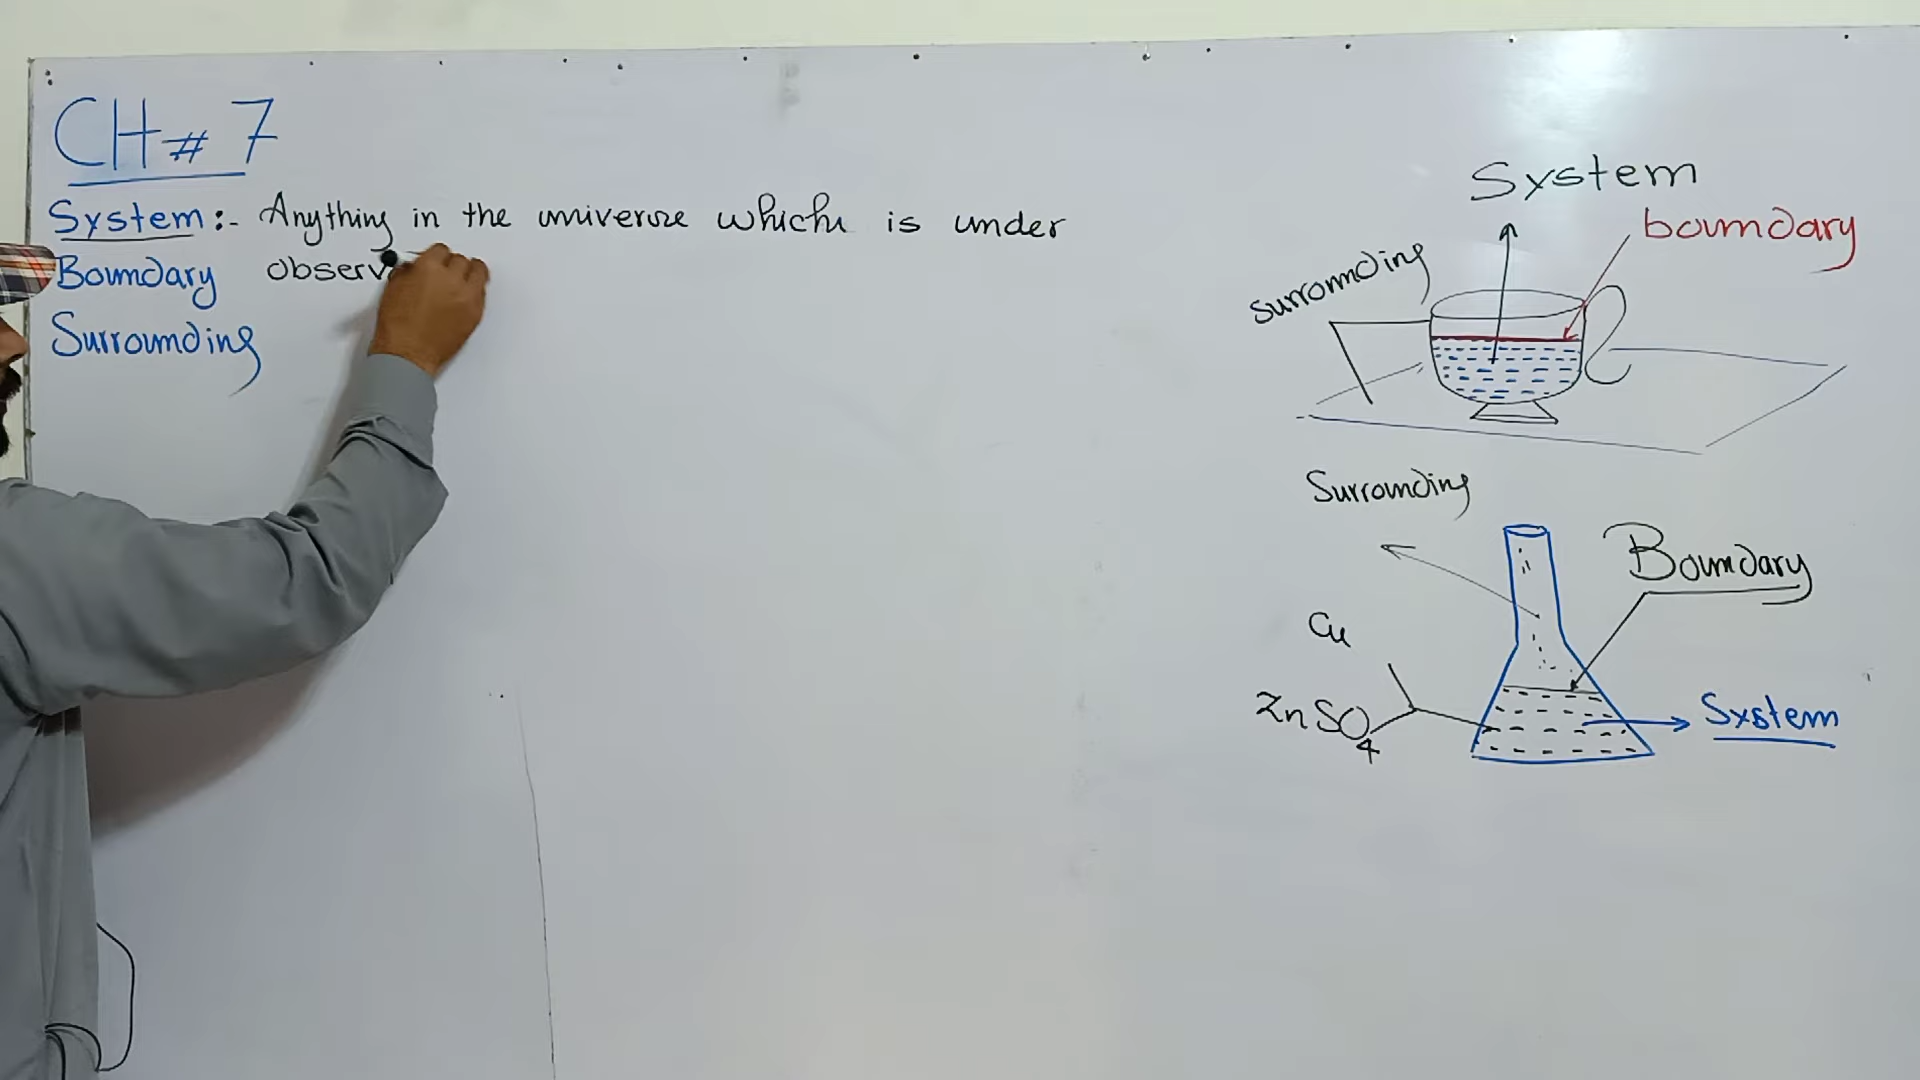 CH # 7
System :- Anything in the universe which is under
Boundary observ
Surrounding
System
boundary
surrounding
Surrounding
Boundary
Cu
ZnSO4
System